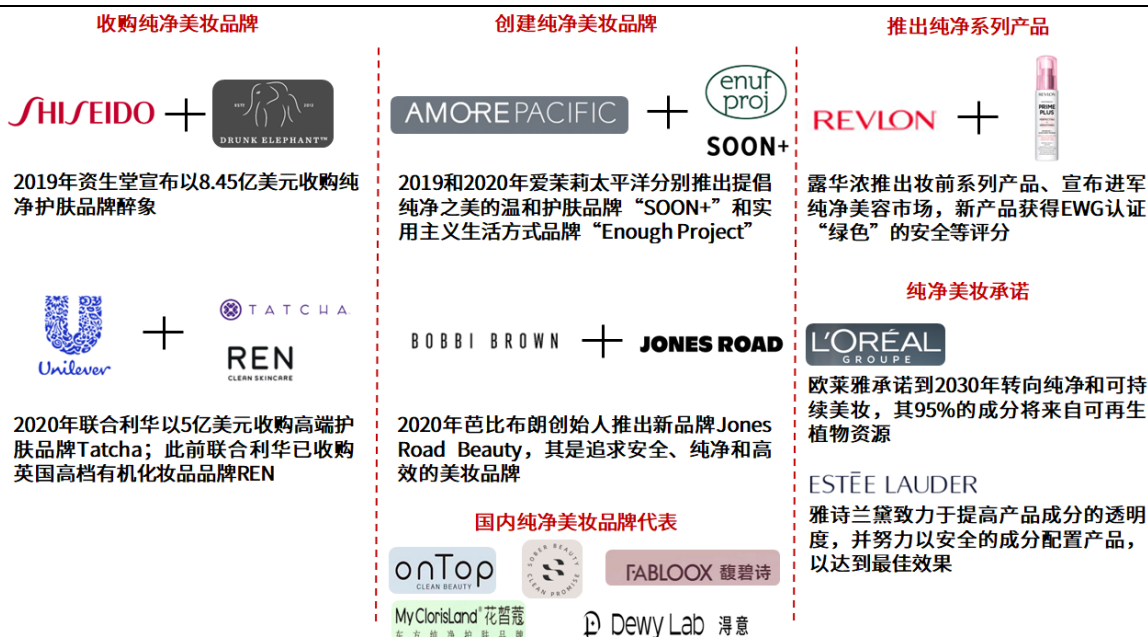 收购纯净美妆品牌
SHISEIDO
DRUNK ELEPHANT™
2019年资生堂宣布以8.45亿美元收购纯
净护肤品牌醉象
Unilever
TATCHA
REN
CLEAN SKINCARE
2020年联合利华以5亿美元收购高端护
肤品牌Tatcha；此前联合利华已收购
英国高档有机化妆品品牌REN
创建纯净美妆品牌
AMOREPACIFIC
enuf
proj
SOON+
2019和2020年爱茉莉太平洋分别推出提倡
纯净之美的温和护肤品牌“SOON+”和实
用主义生活方式品牌“Enough Project”
BOBBI BROWN
JONES ROAD
2020年芭比布朗创始人推出新品牌Jones
Road Beauty，其是追求安全、纯净和高
效的美妆品牌
国内纯净美妆品牌代表
onTop
CLEAN BEAUTY
SOBER BEAUTY
CLEAN PROMISE
FABLOOX 馥碧诗
My ClorisLand®花皙蔻
东方纯净护肤品牌
Dewy Lab 淂意
推出纯净系列产品
REVLON
REVLON
PRIME
PLUS
露华浓推出妆前系列产品、宣布进军
纯净美容市场，新产品获得EWG认证
“绿色”的安全等评分
纯净美妆承诺
L'ORÉAL
GROUPE
欧莱雅承诺到2030年转向纯净和可持
续美妆，其95%的成分将来自可再生
植物资源
ESTĒE LAUDER
雅诗兰黛致力于提高产品成分的透明
度，并努力以安全的成分配置产品，
以达到最佳效果